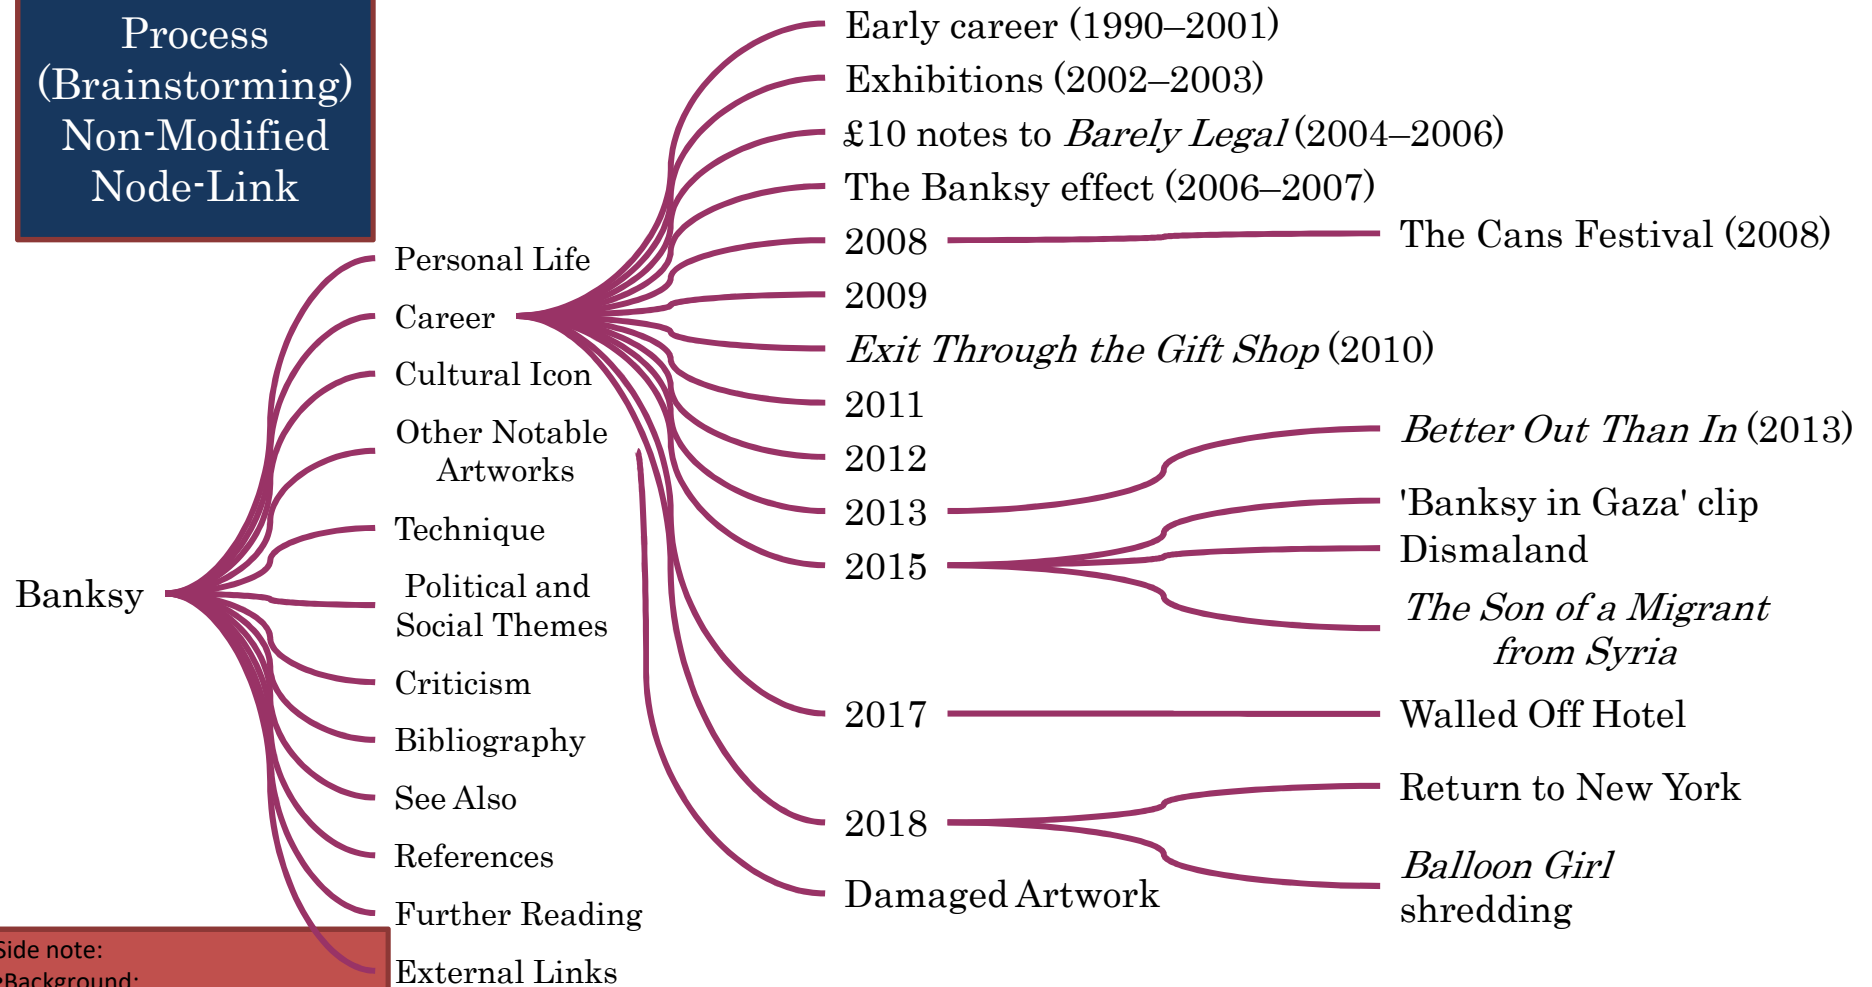 Process
(Brainstorming)
Non-Modified
Node-Link
Banksy
Personal Life
Career
Cultural Icon
Other Notable
Artworks
Technique
Political and
Social Themes
Criticism
Bibliography
See Also
References
Further Reading
External Links
Early career (1990–2001)
Exhibitions (2002–2003)
£10 notes to Barely Legal (2004–2006)
The Banksy effect (2006–2007)
2008
2009
Exit Through the Gift Shop (2010)
2011
2012
2013
2015
2017
2018
Damaged Artwork
The Cans Festival (2008)
Better Out Than In (2013)
'Banksy in Gaza' clip
Dismaland
The Son of a Migrant
from Syria
Walled Off Hotel
Return to New York
Balloon Girl
shredding
Side note:
•Background: